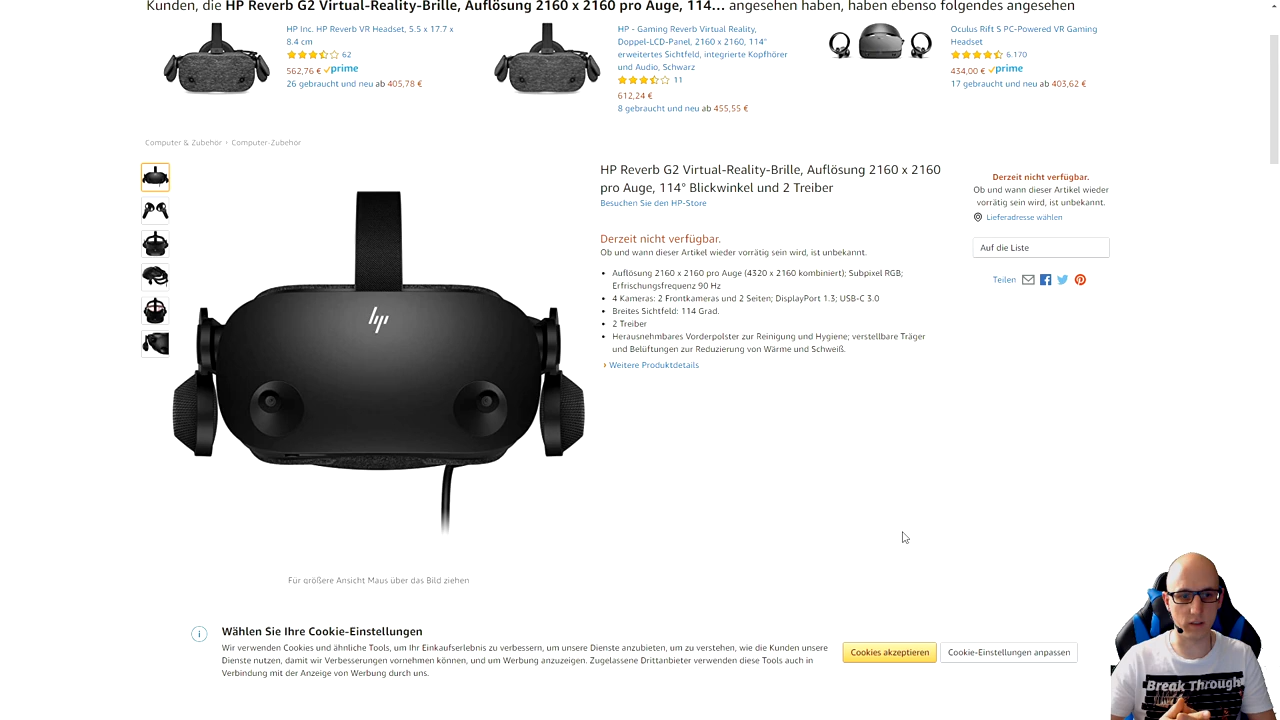 Kunden, die HP Reverb G2 Virtual-Reality-Brille, Auflösung 2160 x 2160 pro Auge, 114… angesehen haben, haben ebenso folgendes angesehen
HP Inc. HP Reverb VR Headset, 5.5 x 17.7 x
8.4 cm
62
562,76 € prime
26 gebraucht und neu ab 405,78 €
HP - Gaming Reverb Virtual Reality,
Doppel-LCD-Panel, 2160 x 2160, 114°
erweitertes Sichtfeld, integrierte Kopfhörer
und Audio, Schwarz
11
612,24 €
8 gebraucht und neu ab 455,55 €
Oculus Rift S PC-Powered VR Gaming
Headset
6.170
434,00 € prime
17 gebraucht und neu ab 403,62 €
Computer & Zubehör › Computer-Zubehör
hp
HP Reverb G2 Virtual-Reality-Brille, Auflösung 2160 x 2160
pro Auge, 114° Blickwinkel und 2 Treiber
Besuchen Sie den HP-Store
Derzeit nicht verfügbar.
Ob und wann dieser Artikel wieder vorrätig sein wird, ist unbekannt.
• Auflösung 2160 x 2160 pro Auge (4320 x 2160 kombiniert); Subpixel RGB;
Erfrischungsfrequenz 90 Hz
• 4 Kameras: 2 Frontkameras und 2 Seiten; DisplayPort 1.3; USB-C 3.0
• Breites Sichtfeld: 114 Grad.
• 2 Treiber
• Herausnehmbares Vorderpolster zur Reinigung und Hygiene; verstellbare Träger
und Belüftungen zur Reduzierung von Wärme und Schweiß.
› Weitere Produktdetails
Derzeit nicht verfügbar.
Ob und wann dieser Artikel wieder
vorrätig sein wird, ist unbekannt.
Lieferadresse wählen
Auf die Liste
Teilen
Für größere Ansicht Maus über das Bild ziehen
Wählen Sie Ihre Cookie-Einstellungen
Wir verwenden Cookies und ähnliche Tools, um Ihr Einkaufserlebnis zu verbessern, um unsere Dienste anzubieten, um zu verstehen, wie die Kunden unsere
Dienste nutzen, damit wir Verbesserungen vornehmen können, und um Werbung anzuzeigen. Zugelassene Drittanbieter verwenden diese Tools auch in
Verbindung mit der Anzeige von Werbung durch uns.
Cookies akzeptieren
Cookie-Einstellungen anpassen
Break Through